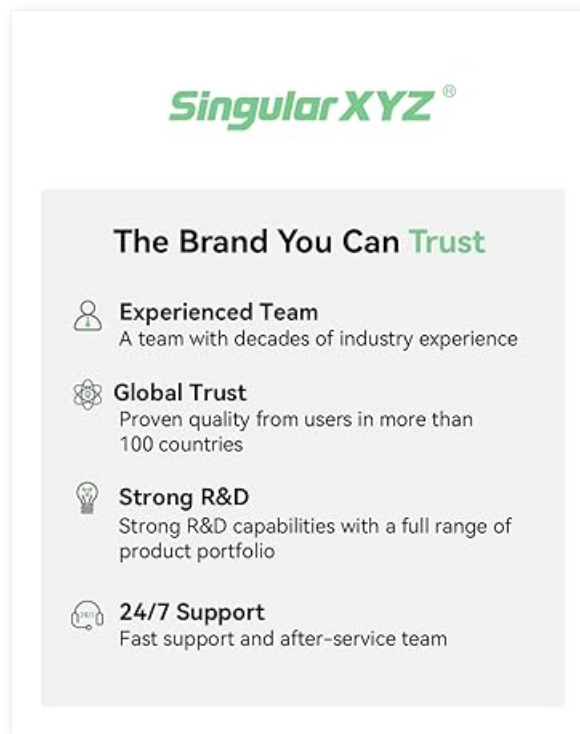 SingularXYZ®
The Brand You Can Trust
Experienced Team
A team with decades of industry experience
Global Trust
Proven quality from users in more than
100 countries
Strong R&D
Strong R&D capabilities with a full range of
product portfolio
24/7 Support
Fast support and after-service team